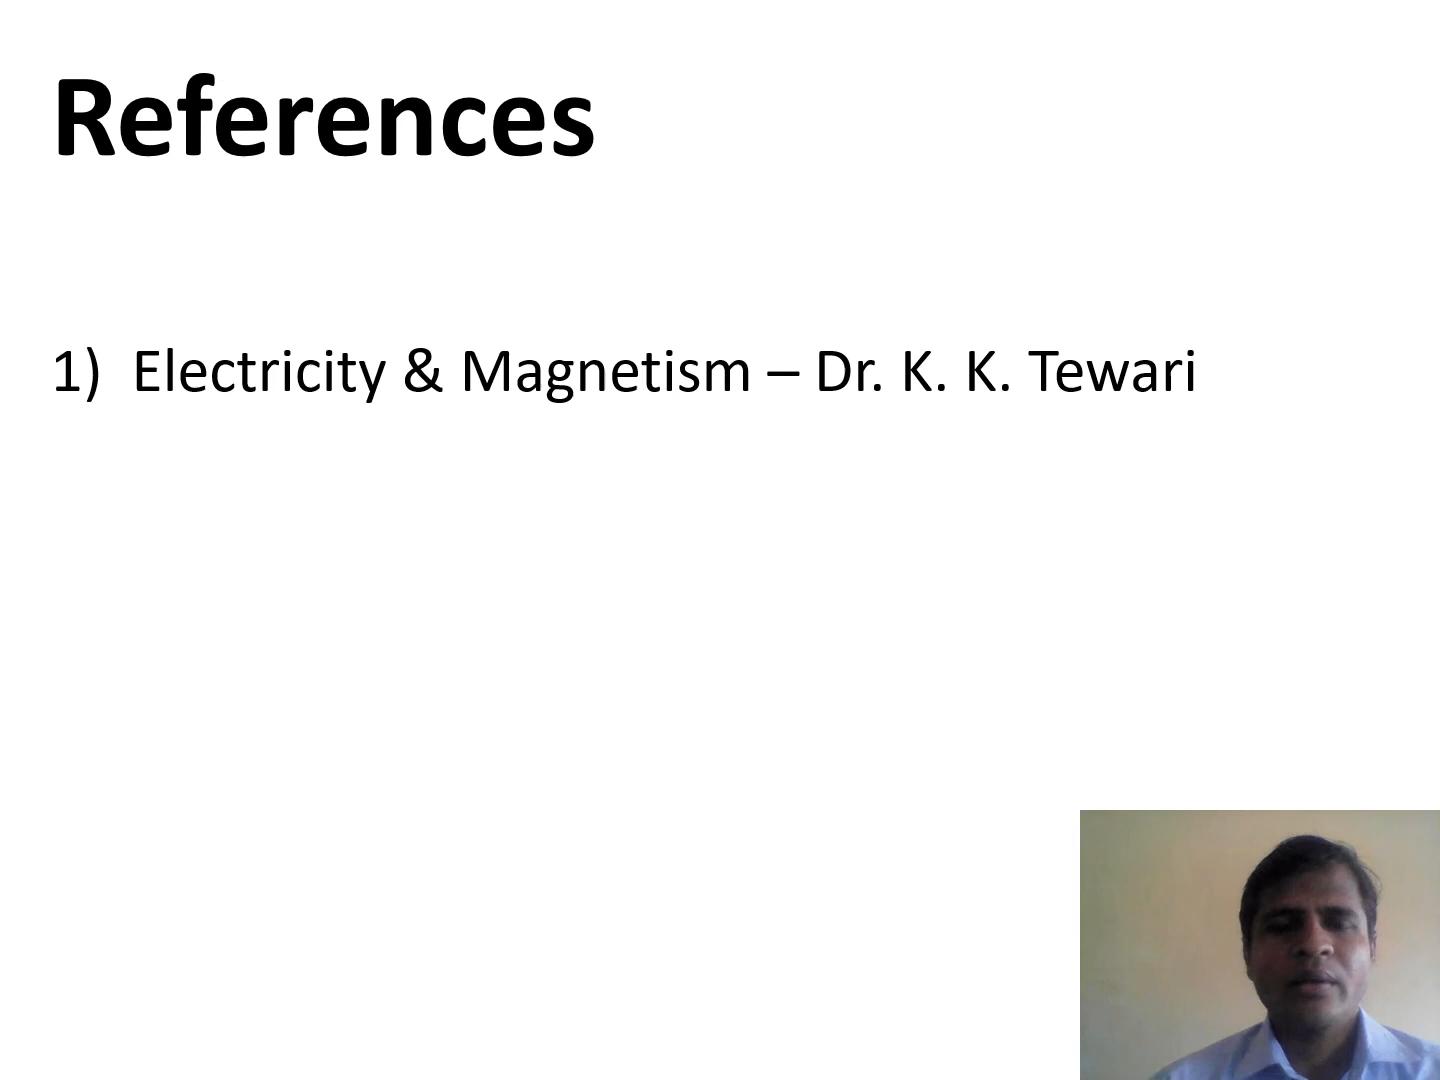 References
1) Electricity & Magnetism – Dr. K. K. Tewari